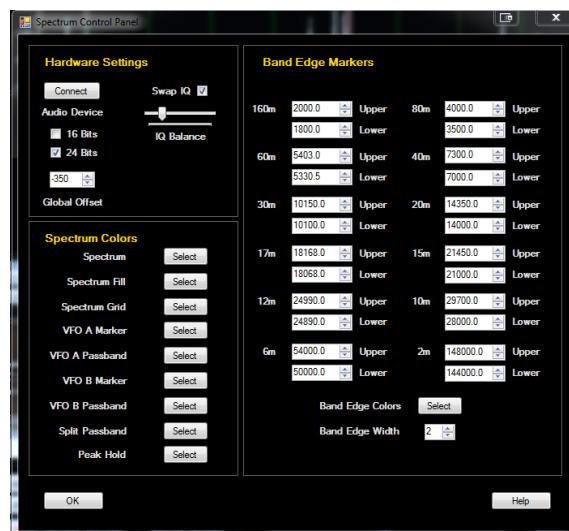 Spectrum Control Panel
Hardware Settings
Connect
Swap IQ
Audio Device
16 Bits
IQ Balance
24 Bits
-350
Global Offset
Spectrum Colors
Spectrum Select
Spectrum Fill Select
Spectrum Grid Select
VFO A Marker Select
VFO A Passband Select
VFO B Marker Select
VFO B Passband Select
Split Passband Select
Peak Hold Select
Band Edge Markers
160m 2000.0 Upper 80m 4000.0 Upper
1800.0 Lower 3500.0 Lower
60m 5403.0 Upper 40m 7300.0 Upper
5330.5 Lower 7000.0 Lower
30m 10150.0 Upper 20m 14350.0 Upper
10100.0 Lower 14000.0 Lower
17m 18168.0 Upper 15m 21450.0 Upper
18068.0 Lower 21000.0 Lower
12m 24990.0 Upper 10m 29700.0 Upper
24890.0 Lower 28000.0 Lower
6m 54000.0 Upper 2m 148000.0 Upper
50000.0 Lower 144000.0 Lower
Band Edge Colors Select
Band Edge Width 2
OK Help